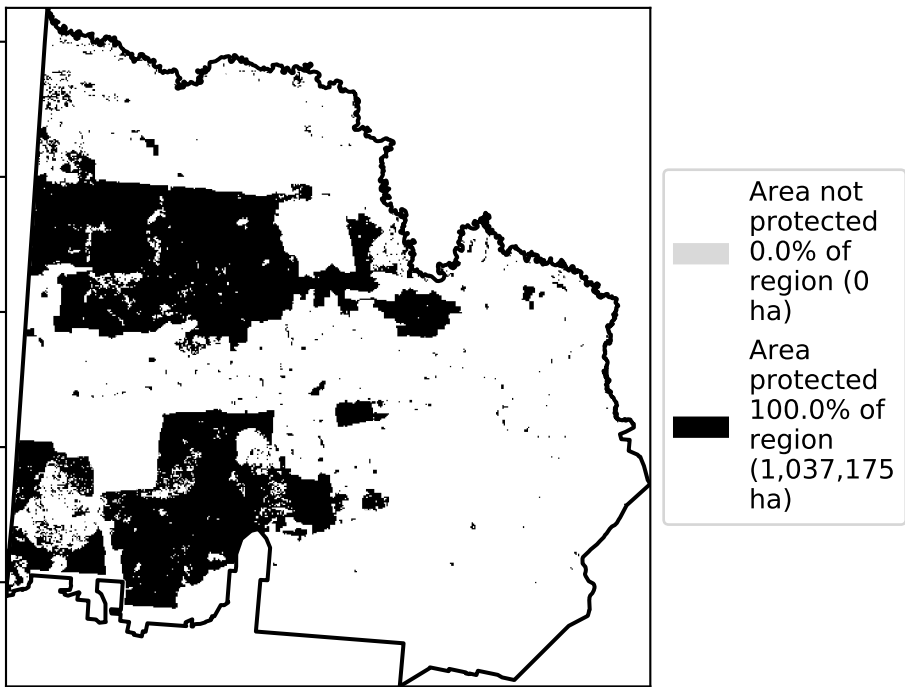 Area not
protected
0.0% of
region (0
ha)
Area
protected
100.0% of
region
(1,037,175
ha)